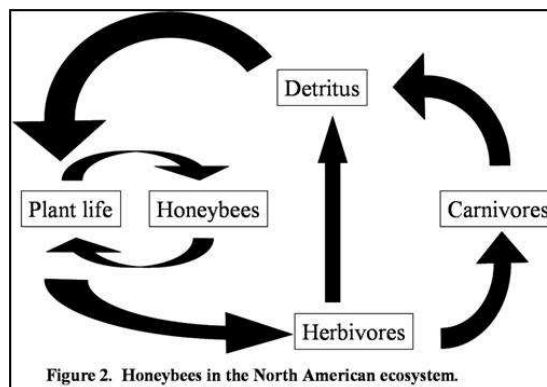 Detritus
Plant life
Honeybees
Carnivores
Herbivores
Figure 2.  Honeybees in the North American ecosystem.